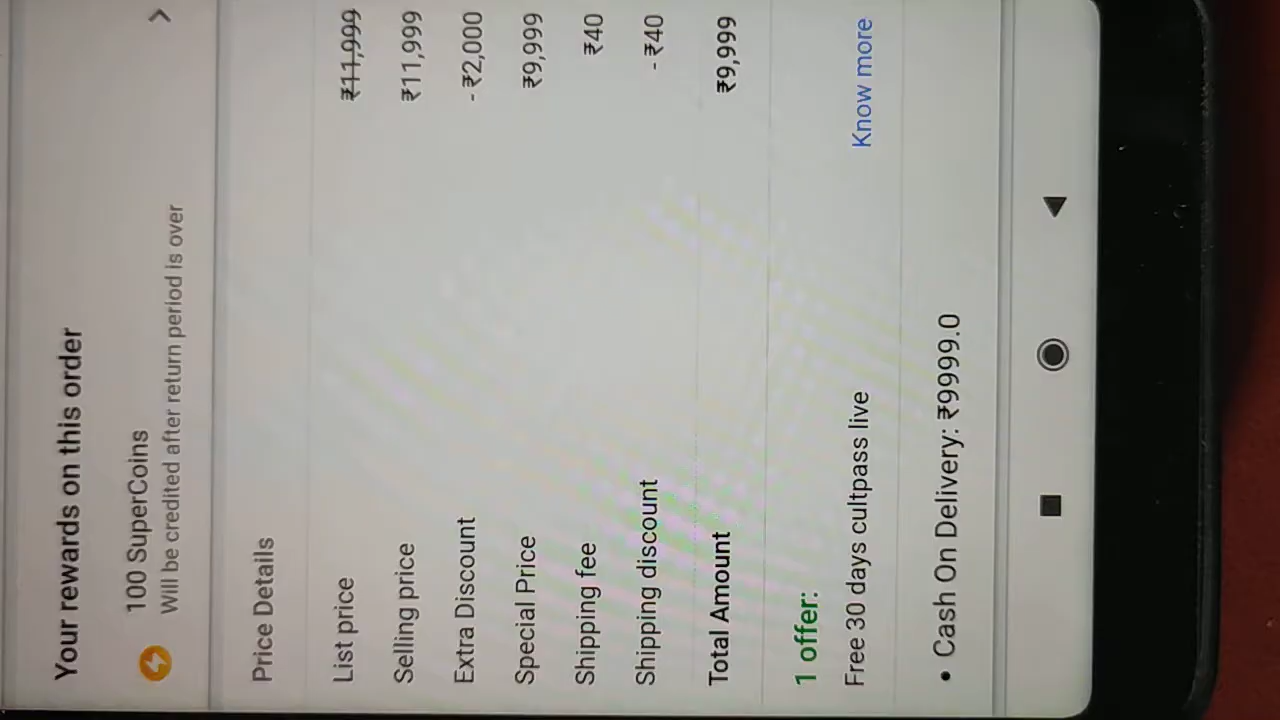 Your rewards on this order
100 SuperCoins
Will be credited after return period is over
Price Details
List price ₹11,999
Selling price ₹11,999
Extra Discount - ₹2,000
Special Price ₹9,999
Shipping fee ₹40
Shipping discount - ₹40
Total Amount ₹9,999
1 offer:
Free 30 days cultpass live Know more
• Cash On Delivery: ₹9999.0